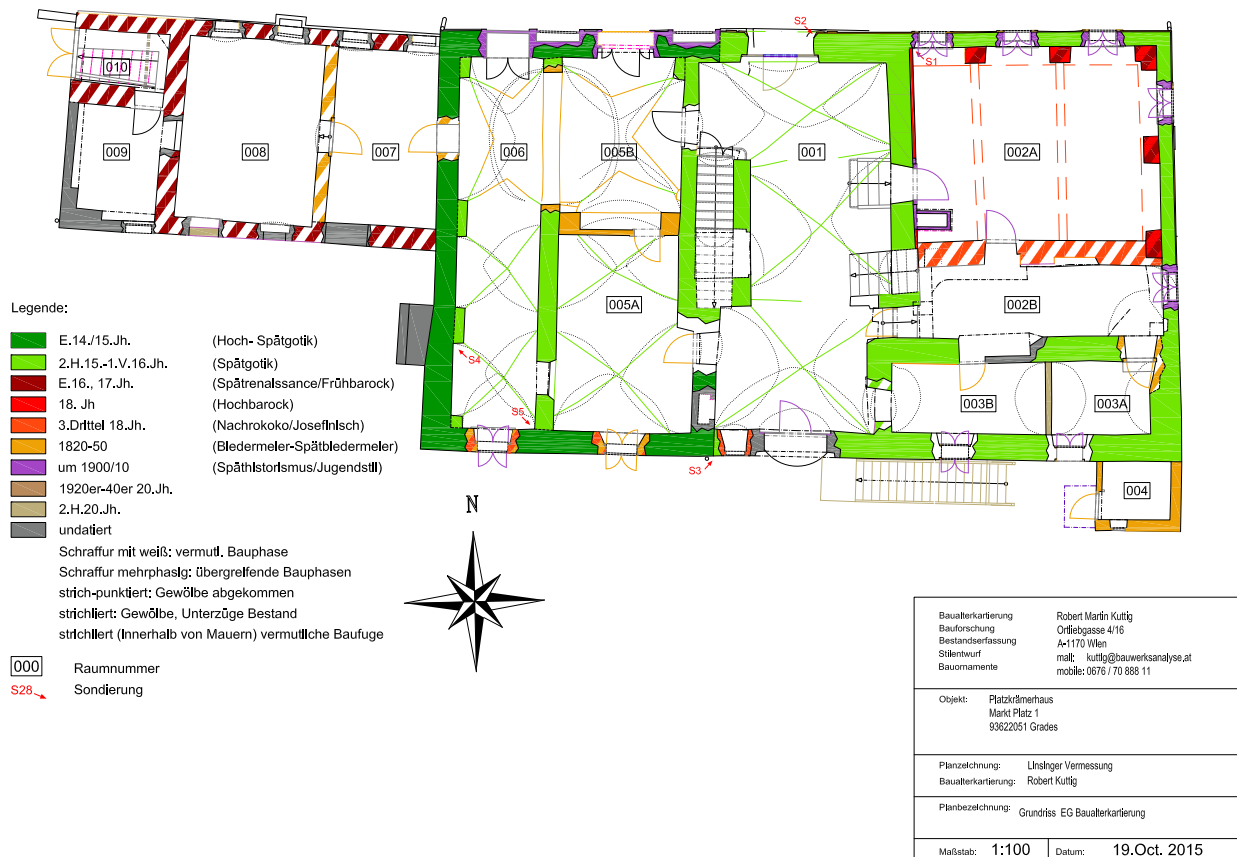 S2
S1
010
009
008
007
006
005B
001
002A
005A
002B
003B
003A
004
S4
S5
S3
Legende:
E.14./15.Jh. (Hoch- Spätgotik)
2.H.15.-1.V.16.Jh. (Spätgotik)
E.16., 17.Jh. (Spätrenaissance/Frühbarock)
18. Jh (Hochbarock)
3.Drittel 18.Jh. (Nachrokoko/Josefinisch)
1820-50 (Biedermeier-Spätbiedermeier)
um 1900/10 (Späthistorismus/Jugendstil)
1920er-40er 20.Jh.
2.H.20.Jh.
undatiert
Schraffur mit weiß: vermutl. Bauphase
Schraffur mehrphasig: übergreifende Bauphasen
strich-punktiert: Gewölbe abgekommen
strichliert: Gewölbe, Unterzüge Bestand
strichliert (innerhalb von Mauern) vermutliche Baufuge
000 Raumnummer
S28 Sondierung
N
Baualterkartierung Robert Martin Kuttig
Bauforschung Ortliebgasse 4/16
Bestandserfassung A-1170 Wien
Stilentwurf mail: kuttig@bauwerksanalyse.at
Bauornamente mobile: 0676 / 70 888 11
Objekt: Platzkrämerhaus
Markt Platz 1
93622051 Grades
Planzeichnung: Linsinger Vermessung
Baualterkartierung: Robert Kuttig
Planbezeichnung: Grundriss EG Baualterkartierung
Maßstab: 1:100 Datum: 19.Oct. 2015